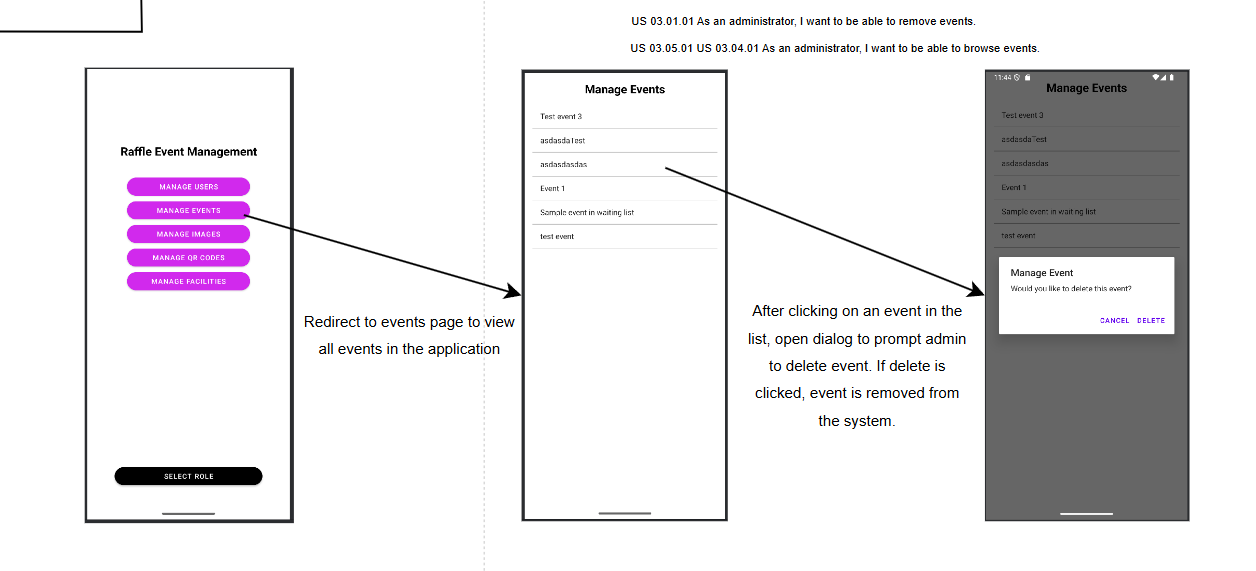 US 03.01.01 As an administrator, I want to be able to remove events.
US 03.05.01 US 03.04.01 As an administrator, I want to be able to browse events.
Raffle Event Management
MANAGE USERS
MANAGE EVENTS
MANAGE IMAGES
MANAGE QR CODES
MANAGE FACILITIES
SELECT ROLE
Redirect to events page to view
all events in the application
Manage Events
Test event 3
asdasdaTest
asdasdasdas
Event 1
Sample event in waiting list
test event
After clicking on an event in the
list, open dialog to prompt admin
to delete event. If delete is
clicked, event is removed from
the system.
11:44
Manage Events
Test event 3
asdasdaTest
asdasdasdas
Event 1
Sample event in waiting list
test event
Manage Event
Would you like to delete this event?
CANCEL DELETE